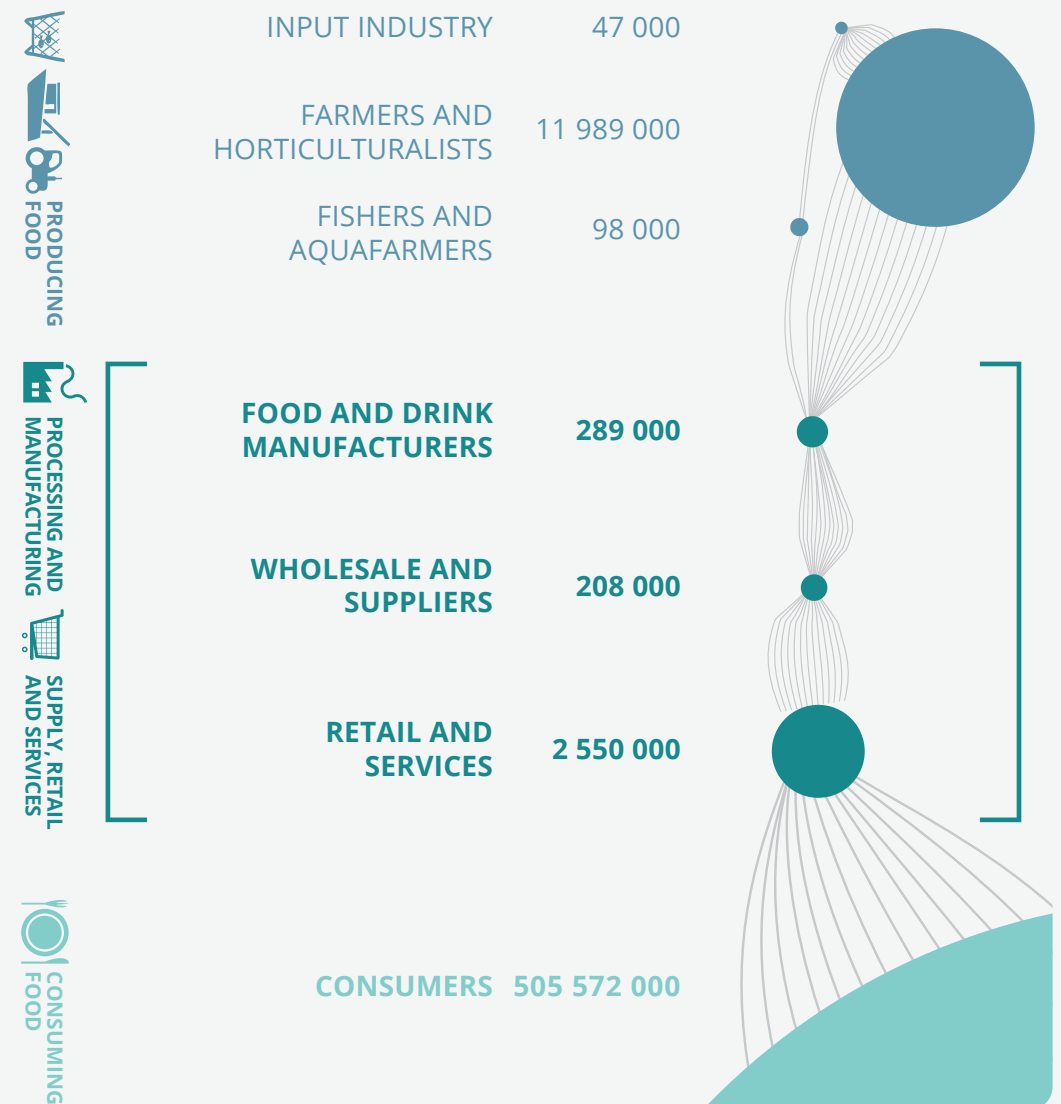 INPUT INDUSTRY 47 000
FARMERS AND
HORTICULTURALISTS
11 989 000
FISHERS AND
AQUAFARMERS
98 000
PRODUCING
FOOD
FOOD AND DRINK
MANUFACTURERS
289 000
PROCESSING AND
MANUFACTURING
WHOLESALE AND
SUPPLIERS
208 000
RETAIL AND
SERVICES
2 550 000
SUPPLY, RETAIL
AND SERVICES
CONSUMERS 505 572 000
CONSUMING
FOOD